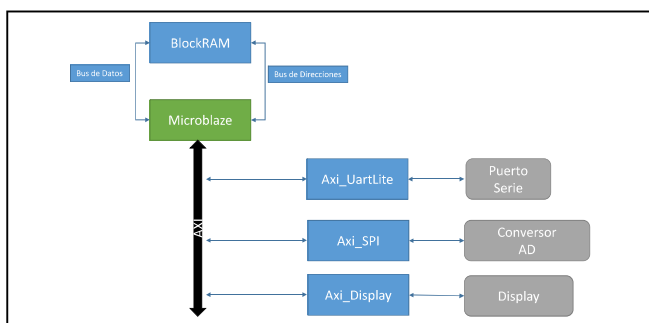 BlockRAM
Bus de Datos
Bus de Direcciones
Microblaze
AXI
Axi_UartLite
Puerto
Serie
Axi_SPI
Conversor
AD
Axi_Display
Display